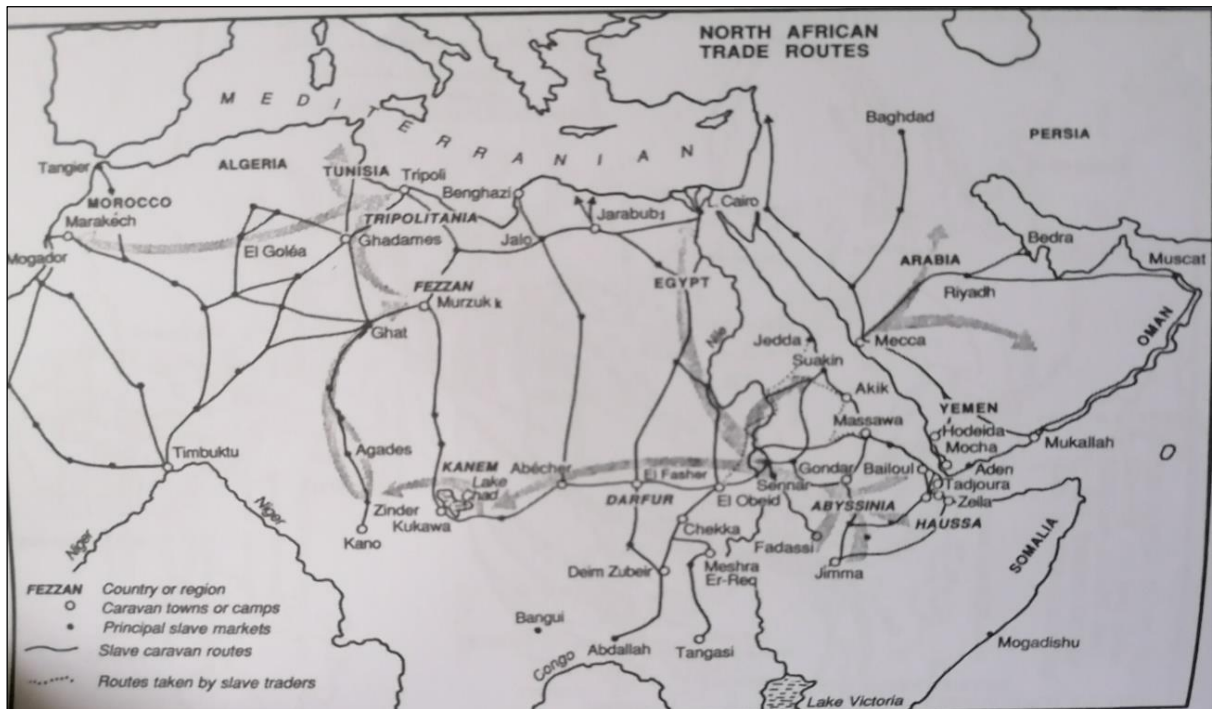 NORTH AFRICAN
TRADE ROUTES
MEDITERRANIAN
Baghdad
PERSIA
Tangier
ALGERIA
TUNISIA
Tripoli
Benghazi
MOROCCO
Marakech
TRIPOLITANIA
Jarabub
L. Cairo
Mogador
El Goléa
Ghadames
Jalo
ARABIA
Bedra
Muscat
FEZZAN
Murzuk k
EGYPT
Riyadh
Ghat
Nile
Jedda
Mecca
OMAN
Suakin
Akik
YEMEN
Massawa
Hodeida
Mocha
Mukallah
Timbuktu
Agades
KANEM
Lake
Chad
Abécher
El Fasher
Gondar
Bailoul
Aden
Sennar
Tadjoura
Zinder
Kukawa
DARFUR
El Obeid
ABYSSINIA
Zeila
Niger
Niger
Kano
Chekka
HAUSSA
Fadassi
SOMALIA
Deim Zubeir
Meshra
Er-Req
Jimma
Bangui
Abdallah
Tangasi
Mogadishu
Congo
Lake Victoria
FEZZAN Country or region
Caravan towns or camps
Principal slave markets
Slave caravan routes
Routes taken by slave traders